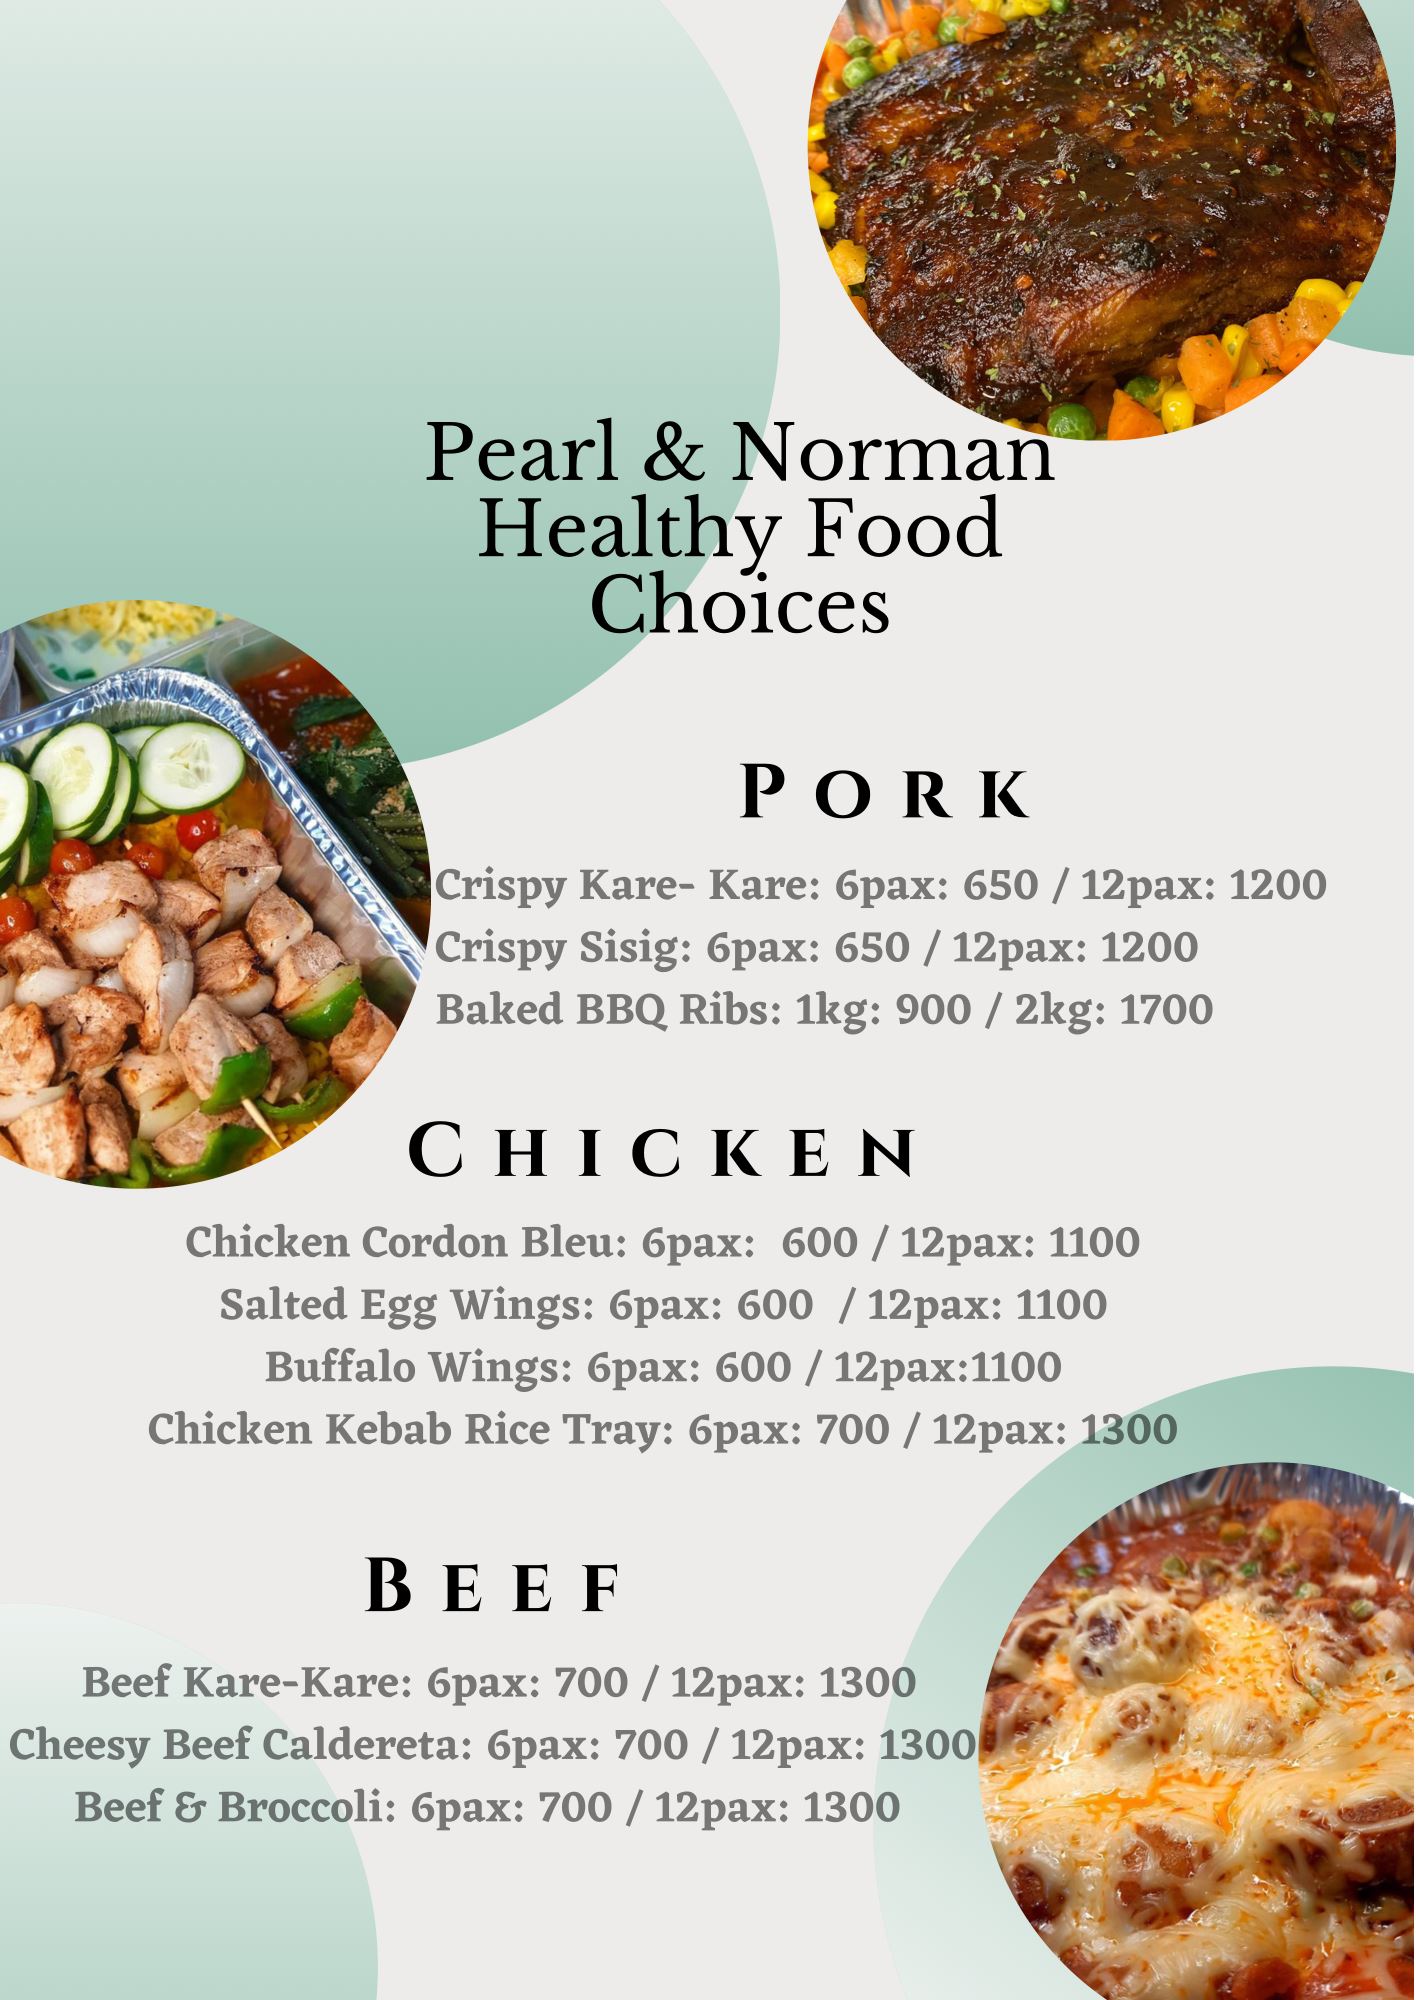 Pearl & Norman
Healthy Food
Choices
Pork
Crispy Kare- Kare: 6pax: 650 / 12pax: 1200
Crispy Sisig: 6pax: 650 / 12pax: 1200
Baked BBQ Ribs: 1kg: 900 / 2kg: 1700
Chicken
Chicken Cordon Bleu: 6pax:  600 / 12pax: 1100
Salted Egg Wings: 6pax: 600  / 12pax: 1100
Buffalo Wings: 6pax: 600 / 12pax:1100
Chicken Kebab Rice Tray: 6pax: 700 / 12pax: 1300
Beef
Beef Kare-Kare: 6pax: 700 / 12pax: 1300
Cheesy Beef Caldereta: 6pax: 700 / 12pax: 1300
Beef & Broccoli: 6pax: 700 / 12pax: 1300